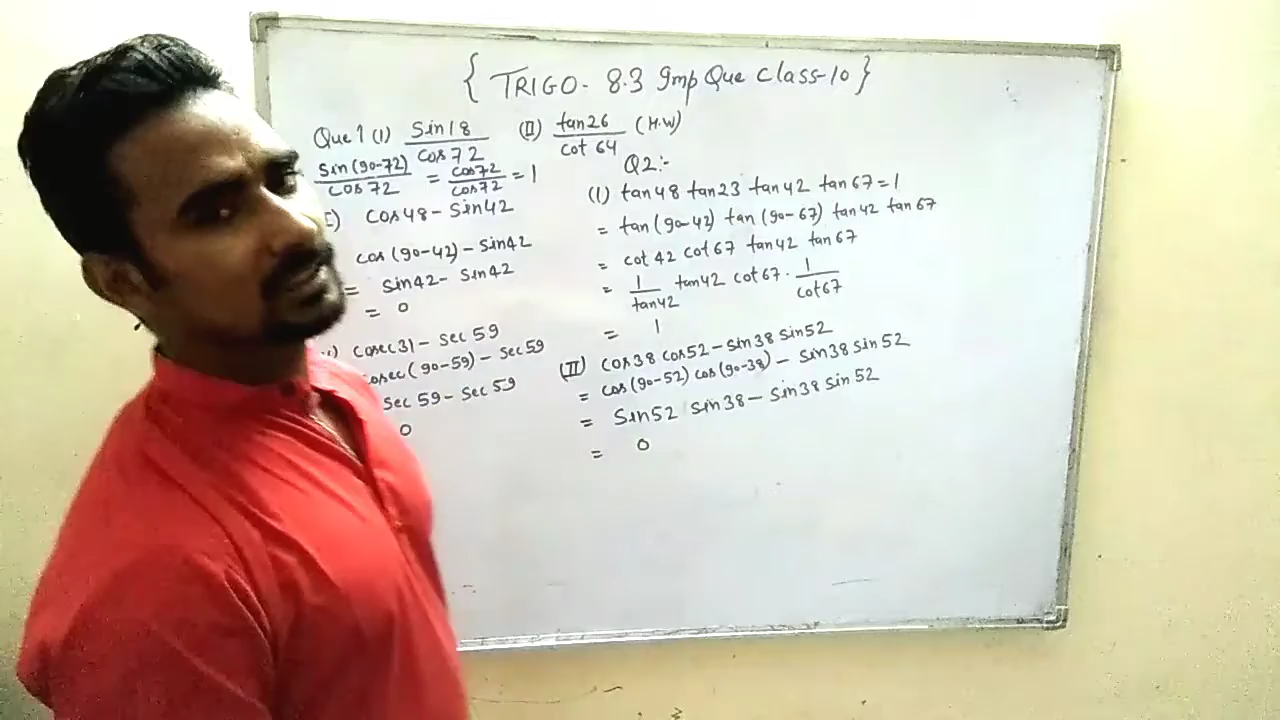 { TRIGO- 8.3 Imp Que Class-10 }
Que 1 (I) Sin18/Cos72 (II) tan26/cot 64 (H.W)
Sin(90-72)/Cos72 = Cos72/Cos72 = 1
Cos48 - Sin42
Cos(90-42) - Sin42
= Sin42 - Sin42
= 0
Cosec31 - Sec 59
Cosec(90-59) - Sec59
Sec 59 - Sec 59
0
Q2:-
(I) tan48 tan23 tan42 tan67 = 1
= tan(90-42) tan(90-67) tan42 tan67
= cot 42 cot 67 tan42 tan67
= 1/tan42 tan42 cot67 · 1/cot67
= 1
(II) Cos38 Cos52 - Sin38 Sin52
= Cos(90-52) Cos(90-38) - Sin38 Sin52
= Sin52 Sin38 - Sin38 Sin52
= 0